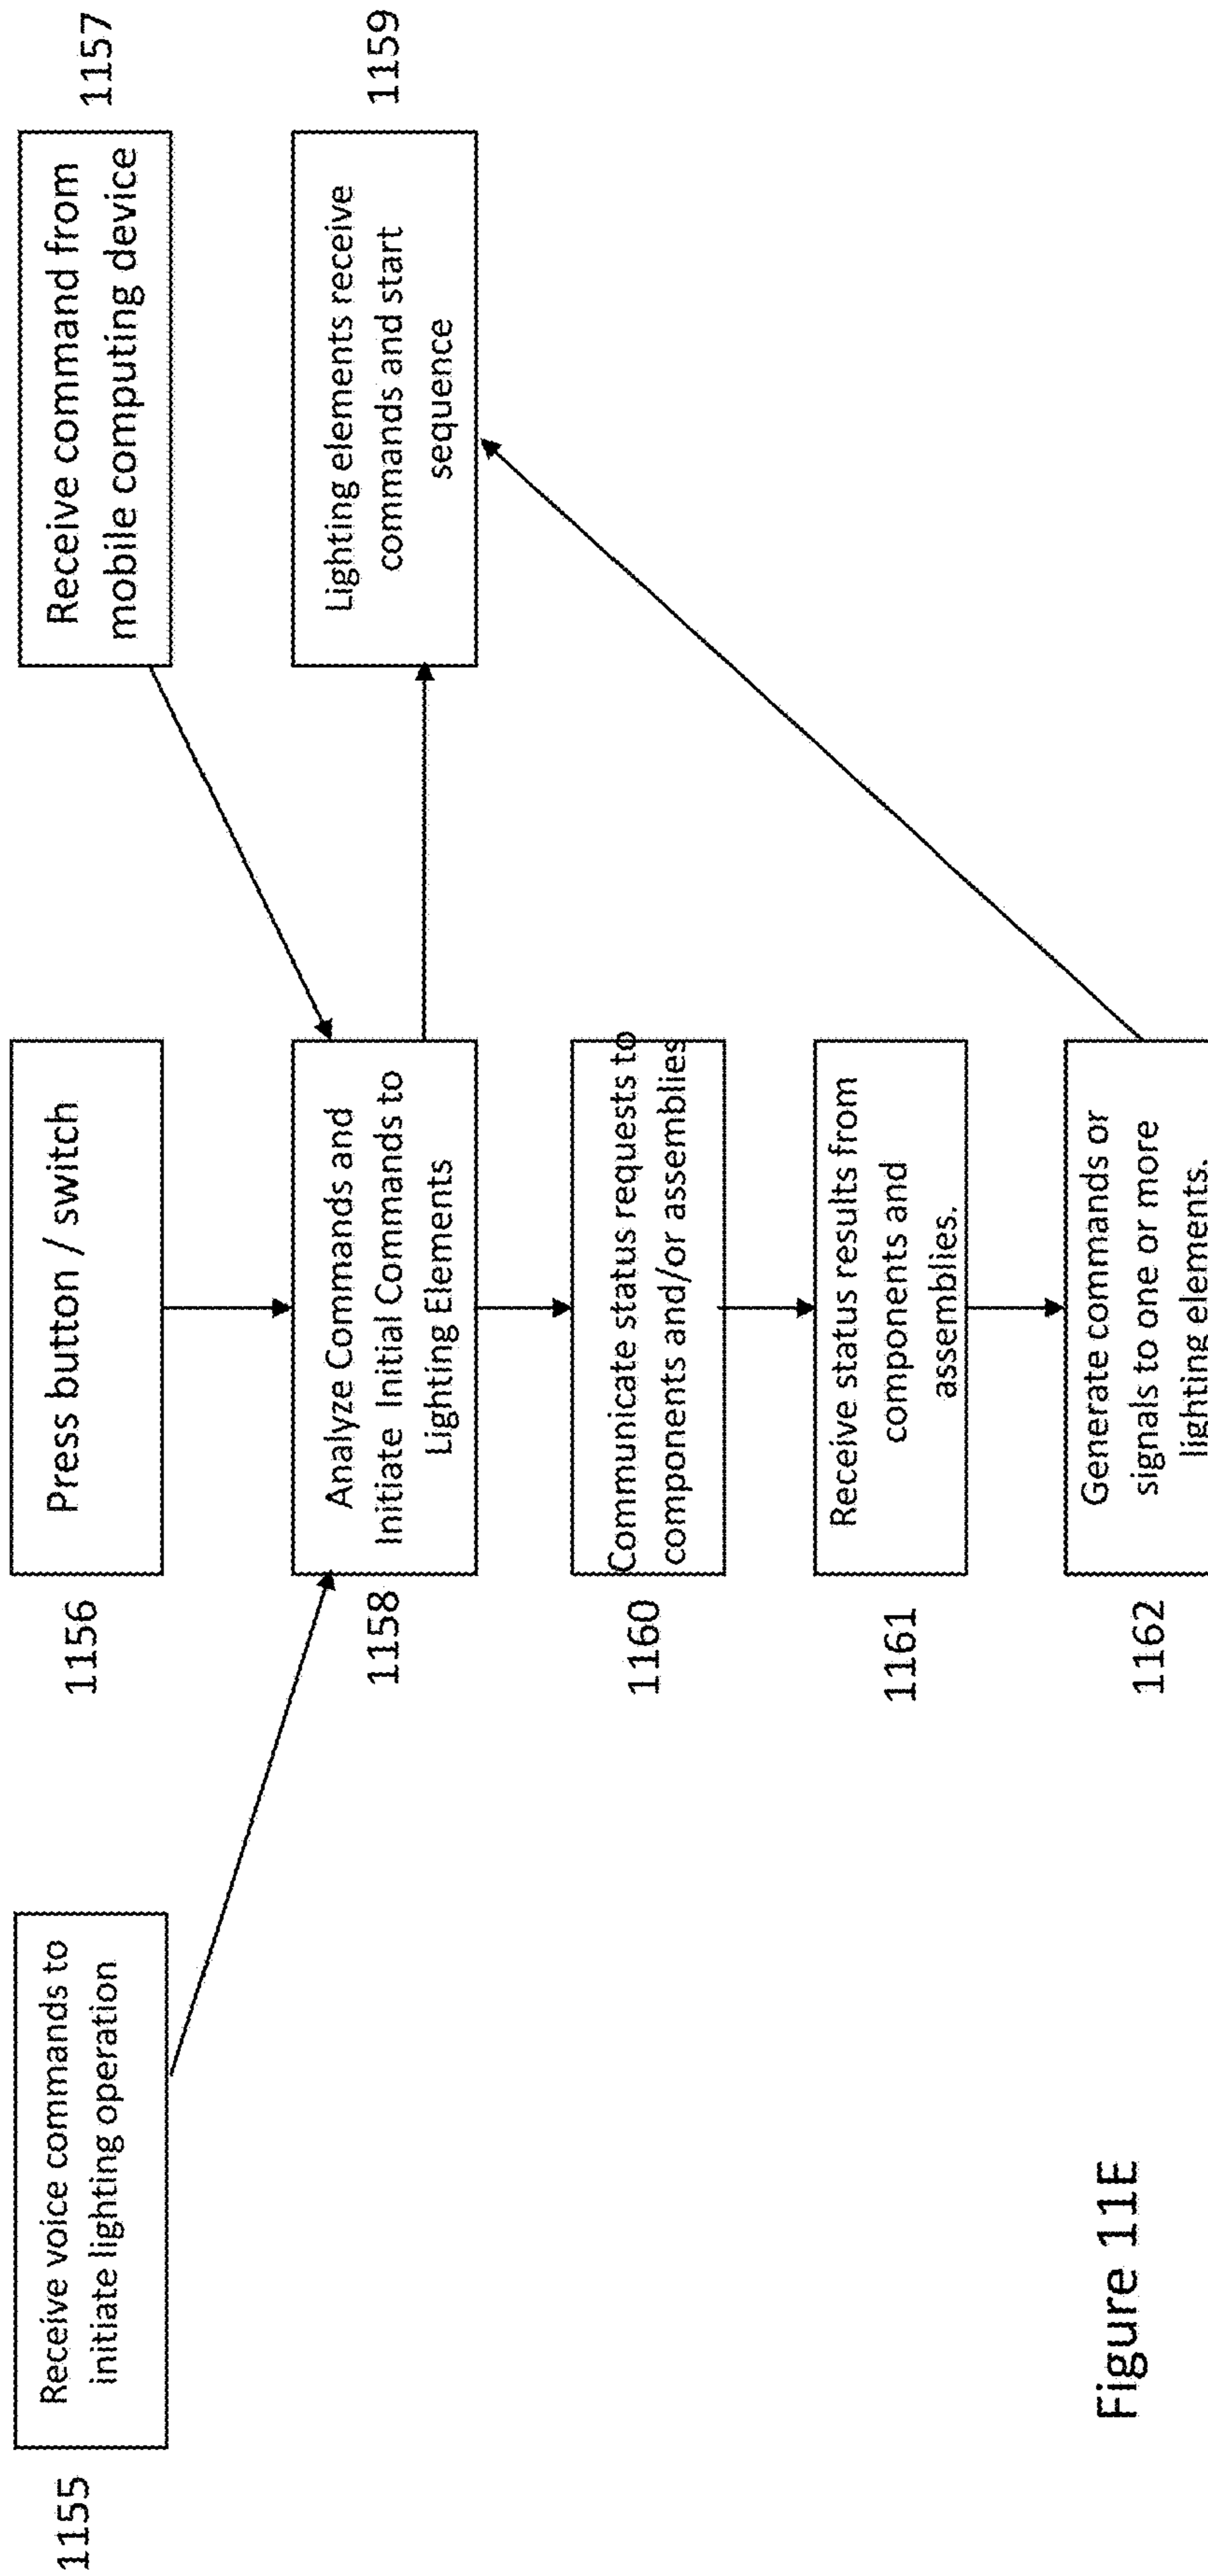 1155
Receive voice commands to
initiate lighting operation
1156
Press button / switch
1157
Receive command from
mobile computing device
1158
Analyze Commands and
Initiate Initial Commands to
Lighting Elements
1159
Lighting elements receive
commands and start
sequence
1160
Communicate status requests to
components and/or assemblies
1161
Receive status results from
components and
assemblies.
1162
Generate commands or
signals to one or more
lighting elements.
Figure 11E